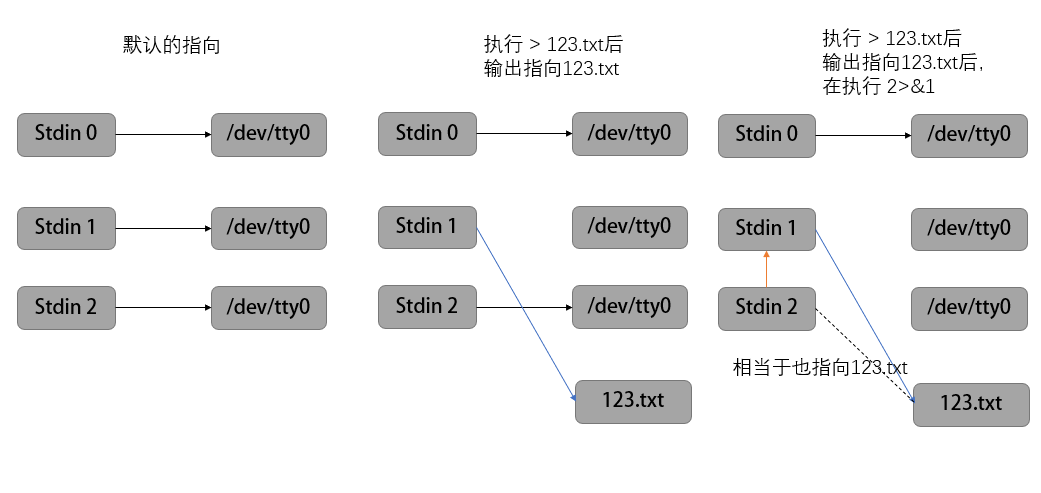 默认的指向
执行 > 123.txt后
输出指向123.txt
执行 > 123.txt后
输出指向123.txt后,
在执行 2>&1
Stdin 0
/dev/tty0
Stdin 0
/dev/tty0
Stdin 0
/dev/tty0
Stdin 1
/dev/tty0
Stdin 1
/dev/tty0
Stdin 1
/dev/tty0
Stdin 2
/dev/tty0
Stdin 2
/dev/tty0
Stdin 2
/dev/tty0
相当于也指向123.txt
123.txt
123.txt